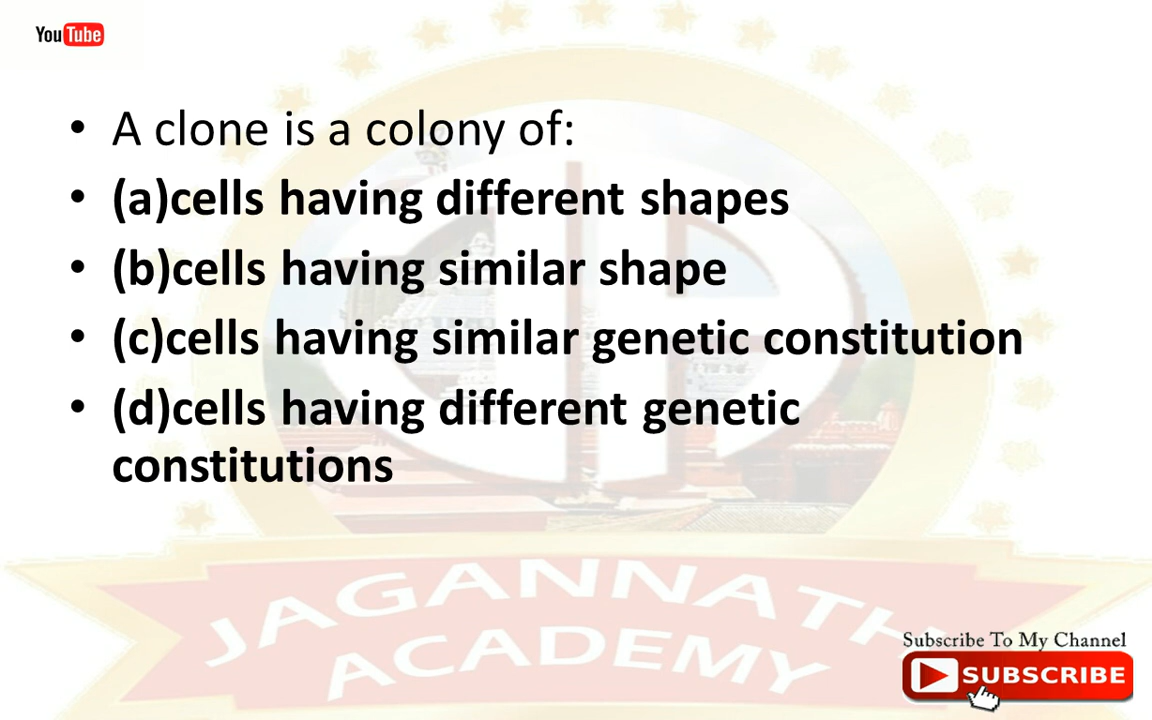 YouTube
• A clone is a colony of:
• (a)cells having different shapes
• (b)cells having similar shape
• (c)cells having similar genetic constitution
• (d)cells having different genetic
constitutions
JAGANNATH
ACADEMY
Subscribe To My Channel
SUBSCRIBE